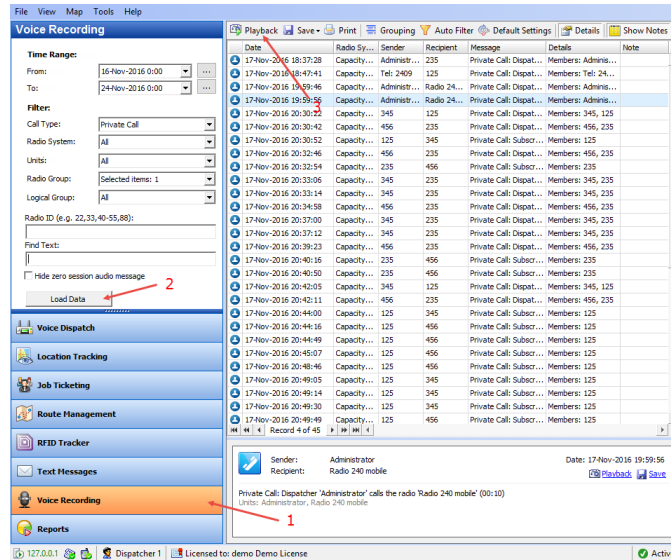 File View Map Tools Help
Voice Recording
Playback Save Print Grouping Auto Filter Default Settings Details Show Notes
Time Range:
From: 16-Nov-2016 0:00 ...
To: 24-Nov-2016 0:00 ...
Filter:
Call Type: Private Call
Radio System: All
Units: All
Radio Group: Selected items: 1
Logical Group: All
Radio ID (e.g. 22,33,40-55,88):
Find Text:
Hide zero session audio message
Load Data
2
Voice Dispatch
Location Tracking
Job Ticketing
Route Management
RFID Tracker
Text Messages
Voice Recording
Reports
1
3
Date Radio Sy... Sender Recipient Message Details Note
17-Nov-2016 18:37:28 Capacity... Administr... 235 Private Call: Dispat... Members: Adminis...
17-Nov-2016 18:47:41 Capacity... Tel: 2409 125 Private Call: Dispat... Members: Tel: 24...
17-Nov-2016 19:59:46 Capacity... Administr... Radio 24... Private Call: Dispat... Members: Adminis...
17-Nov-2016 19:59:56 Capacity... Administr... Radio 24... Private Call: Dispat... Members: Adminis...
17-Nov-2016 20:30:22 Capacity... 345 125 Private Call: Dispat... Members: 345, 125
17-Nov-2016 20:30:42 Capacity... 456 235 Private Call: Dispat... Members: 456, 235
17-Nov-2016 20:30:52 Capacity... 125 345 Private Call: Subscr... Members: 125
17-Nov-2016 20:32:46 Capacity... 456 235 Private Call: Dispat... Members: 456, 235
17-Nov-2016 20:32:54 Capacity... 235 456 Private Call: Subscr... Members: 235
17-Nov-2016 20:33:06 Capacity... 345 235 Private Call: Dispat... Members: 345, 235
17-Nov-2016 20:33:14 Capacity... 345 235 Private Call: Dispat... Members: 345, 235
17-Nov-2016 20:34:58 Capacity... 456 235 Private Call: Dispat... Members: 456, 235
17-Nov-2016 20:37:00 Capacity... 345 235 Private Call: Dispat... Members: 345, 235
17-Nov-2016 20:37:12 Capacity... 345 235 Private Call: Dispat... Members: 345, 235
17-Nov-2016 20:39:23 Capacity... 456 235 Private Call: Dispat... Members: 456, 235
17-Nov-2016 20:40:16 Capacity... 235 456 Private Call: Subscr... Members: 235
17-Nov-2016 20:40:50 Capacity... 235 456 Private Call: Subscr... Members: 235
17-Nov-2016 20:42:05 Capacity... 345 125 Private Call: Dispat... Members: 345, 125
17-Nov-2016 20:42:11 Capacity... 456 235 Private Call: Dispat... Members: 456, 235
17-Nov-2016 20:44:00 Capacity... 125 345 Private Call: Subscr... Members: 125
17-Nov-2016 20:44:16 Capacity... 125 456 Private Call: Subscr... Members: 125
17-Nov-2016 20:44:49 Capacity... 125 456 Private Call: Subscr... Members: 125
17-Nov-2016 20:45:07 Capacity... 125 456 Private Call: Subscr... Members: 125
17-Nov-2016 20:48:46 Capacity... 125 456 Private Call: Subscr... Members: 125
17-Nov-2016 20:49:05 Capacity... 125 345 Private Call: Subscr... Members: 125
17-Nov-2016 20:49:14 Capacity... 125 345 Private Call: Subscr... Members: 125
17-Nov-2016 20:49:30 Capacity... 125 345 Private Call: Subscr... Members: 125
17-Nov-2016 20:49:49 Capacity... 125 456 Private Call: Subscr... Members: 125
Record 4 of 45
Sender: Administrator Date: 17-Nov-2016 19:59:56
Recipient: Radio 240 mobile Playback Save
Private Call: Dispatcher 'Administrator' calls the radio 'Radio 240 mobile' (00:10)
Units: Administrator, Radio 240 mobile
127.0.0.1 Dispatcher 1 Licensed to: demo Demo License Activ